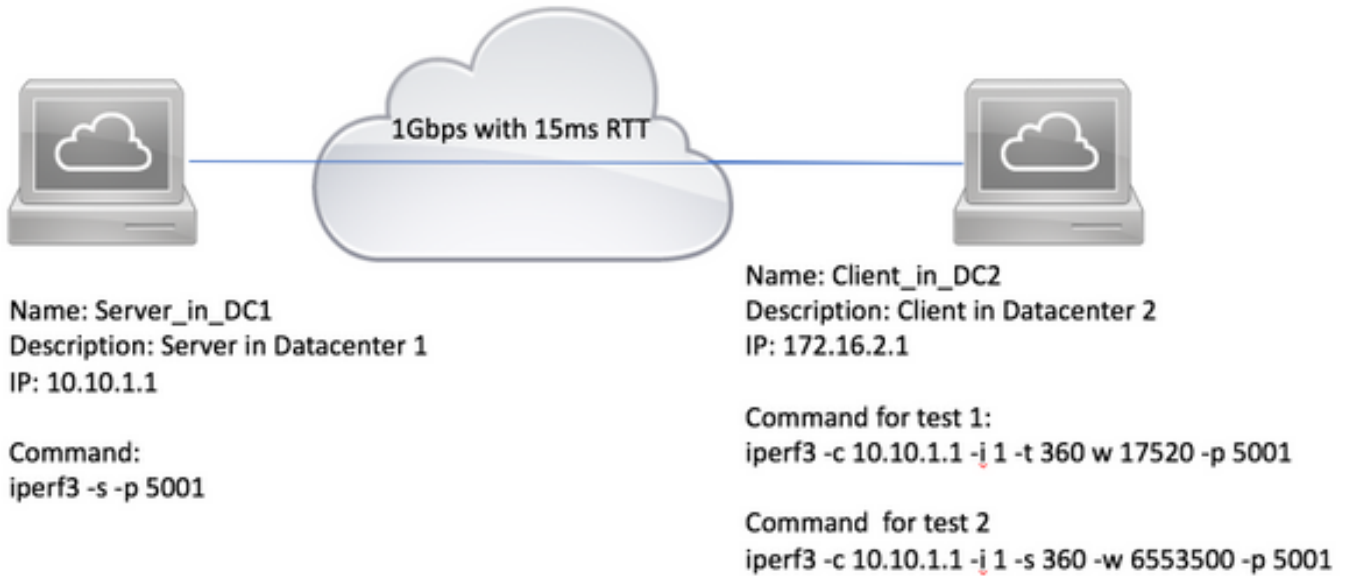 1Gbps with 15ms RTT
Name: Server_in_DC1
Description: Server in Datacenter 1
IP: 10.10.1.1
Command:
iperf3 -s -p 5001
Name: Client_in_DC2
Description: Client in Datacenter 2
IP: 172.16.2.1
Command for test 1:
iperf3 -c 10.10.1.1 -i 1 -t 360 w 17520 -p 5001
Command  for test 2
iperf3 -c 10.10.1.1 -i 1 -s 360 -w 6553500 -p 5001